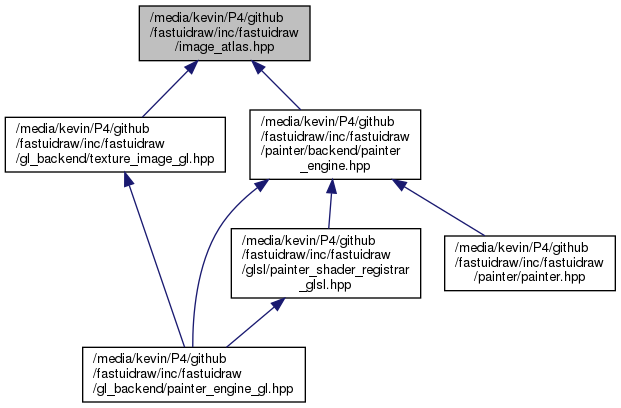 /media/kevin/P4/github
/fastuidraw/inc/fastuidraw
/image_atlas.hpp
/media/kevin/P4/github
/fastuidraw/inc/fastuidraw
/gl_backend/texture_image_gl.hpp
/media/kevin/P4/github
/fastuidraw/inc/fastuidraw
/painter/backend/painter
_engine.hpp
/media/kevin/P4/github
/fastuidraw/inc/fastuidraw
/glsl/painter_shader_registrar
_glsl.hpp
/media/kevin/P4/github
/fastuidraw/inc/fastuidraw
/painter/painter.hpp
/media/kevin/P4/github
/fastuidraw/inc/fastuidraw
/gl_backend/painter_engine_gl.hpp